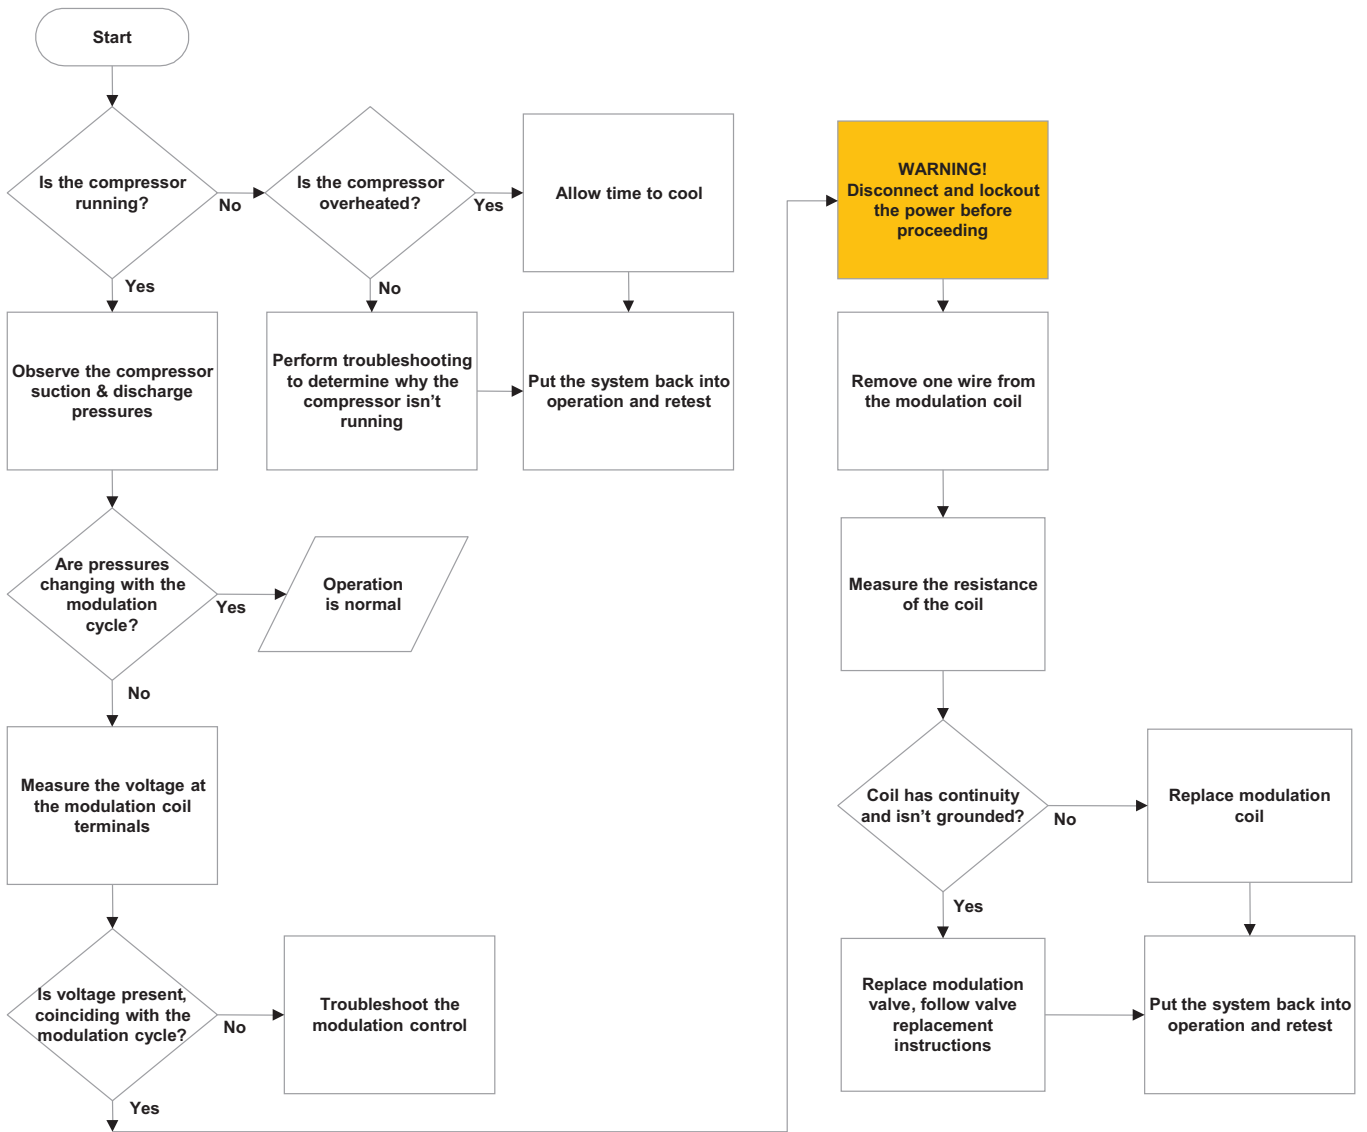 Start
Is the compressor
running?
No
Yes
Is the compressor
overheated?
Yes
No
Allow time to cool
Observe the compressor
suction & discharge
pressures
Perform troubleshooting
to determine why the
compressor isn't
running
Put the system back into
operation and retest
Are pressures
changing with the
modulation
cycle?
Yes
No
Operation
is normal
Measure the voltage at
the modulation coil
terminals
Is voltage present,
coinciding with the
modulation cycle?
No
Yes
Troubleshoot the
modulation control
WARNING!
Disconnect and lockout
the power before
proceeding
Remove one wire from
the modulation coil
Measure the resistance
of the coil
Coil has continuity
and isn't grounded?
No
Yes
Replace modulation
coil
Replace modulation
valve, follow valve
replacement
instructions
Put the system back into
operation and retest